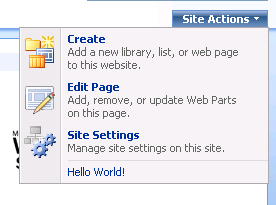 Site Actions
Create
Add a new library, list, or web page
to this website.
Edit Page
Add, remove, or update Web Parts
on this page.
Site Settings
Manage site settings on this site.
Hello World!